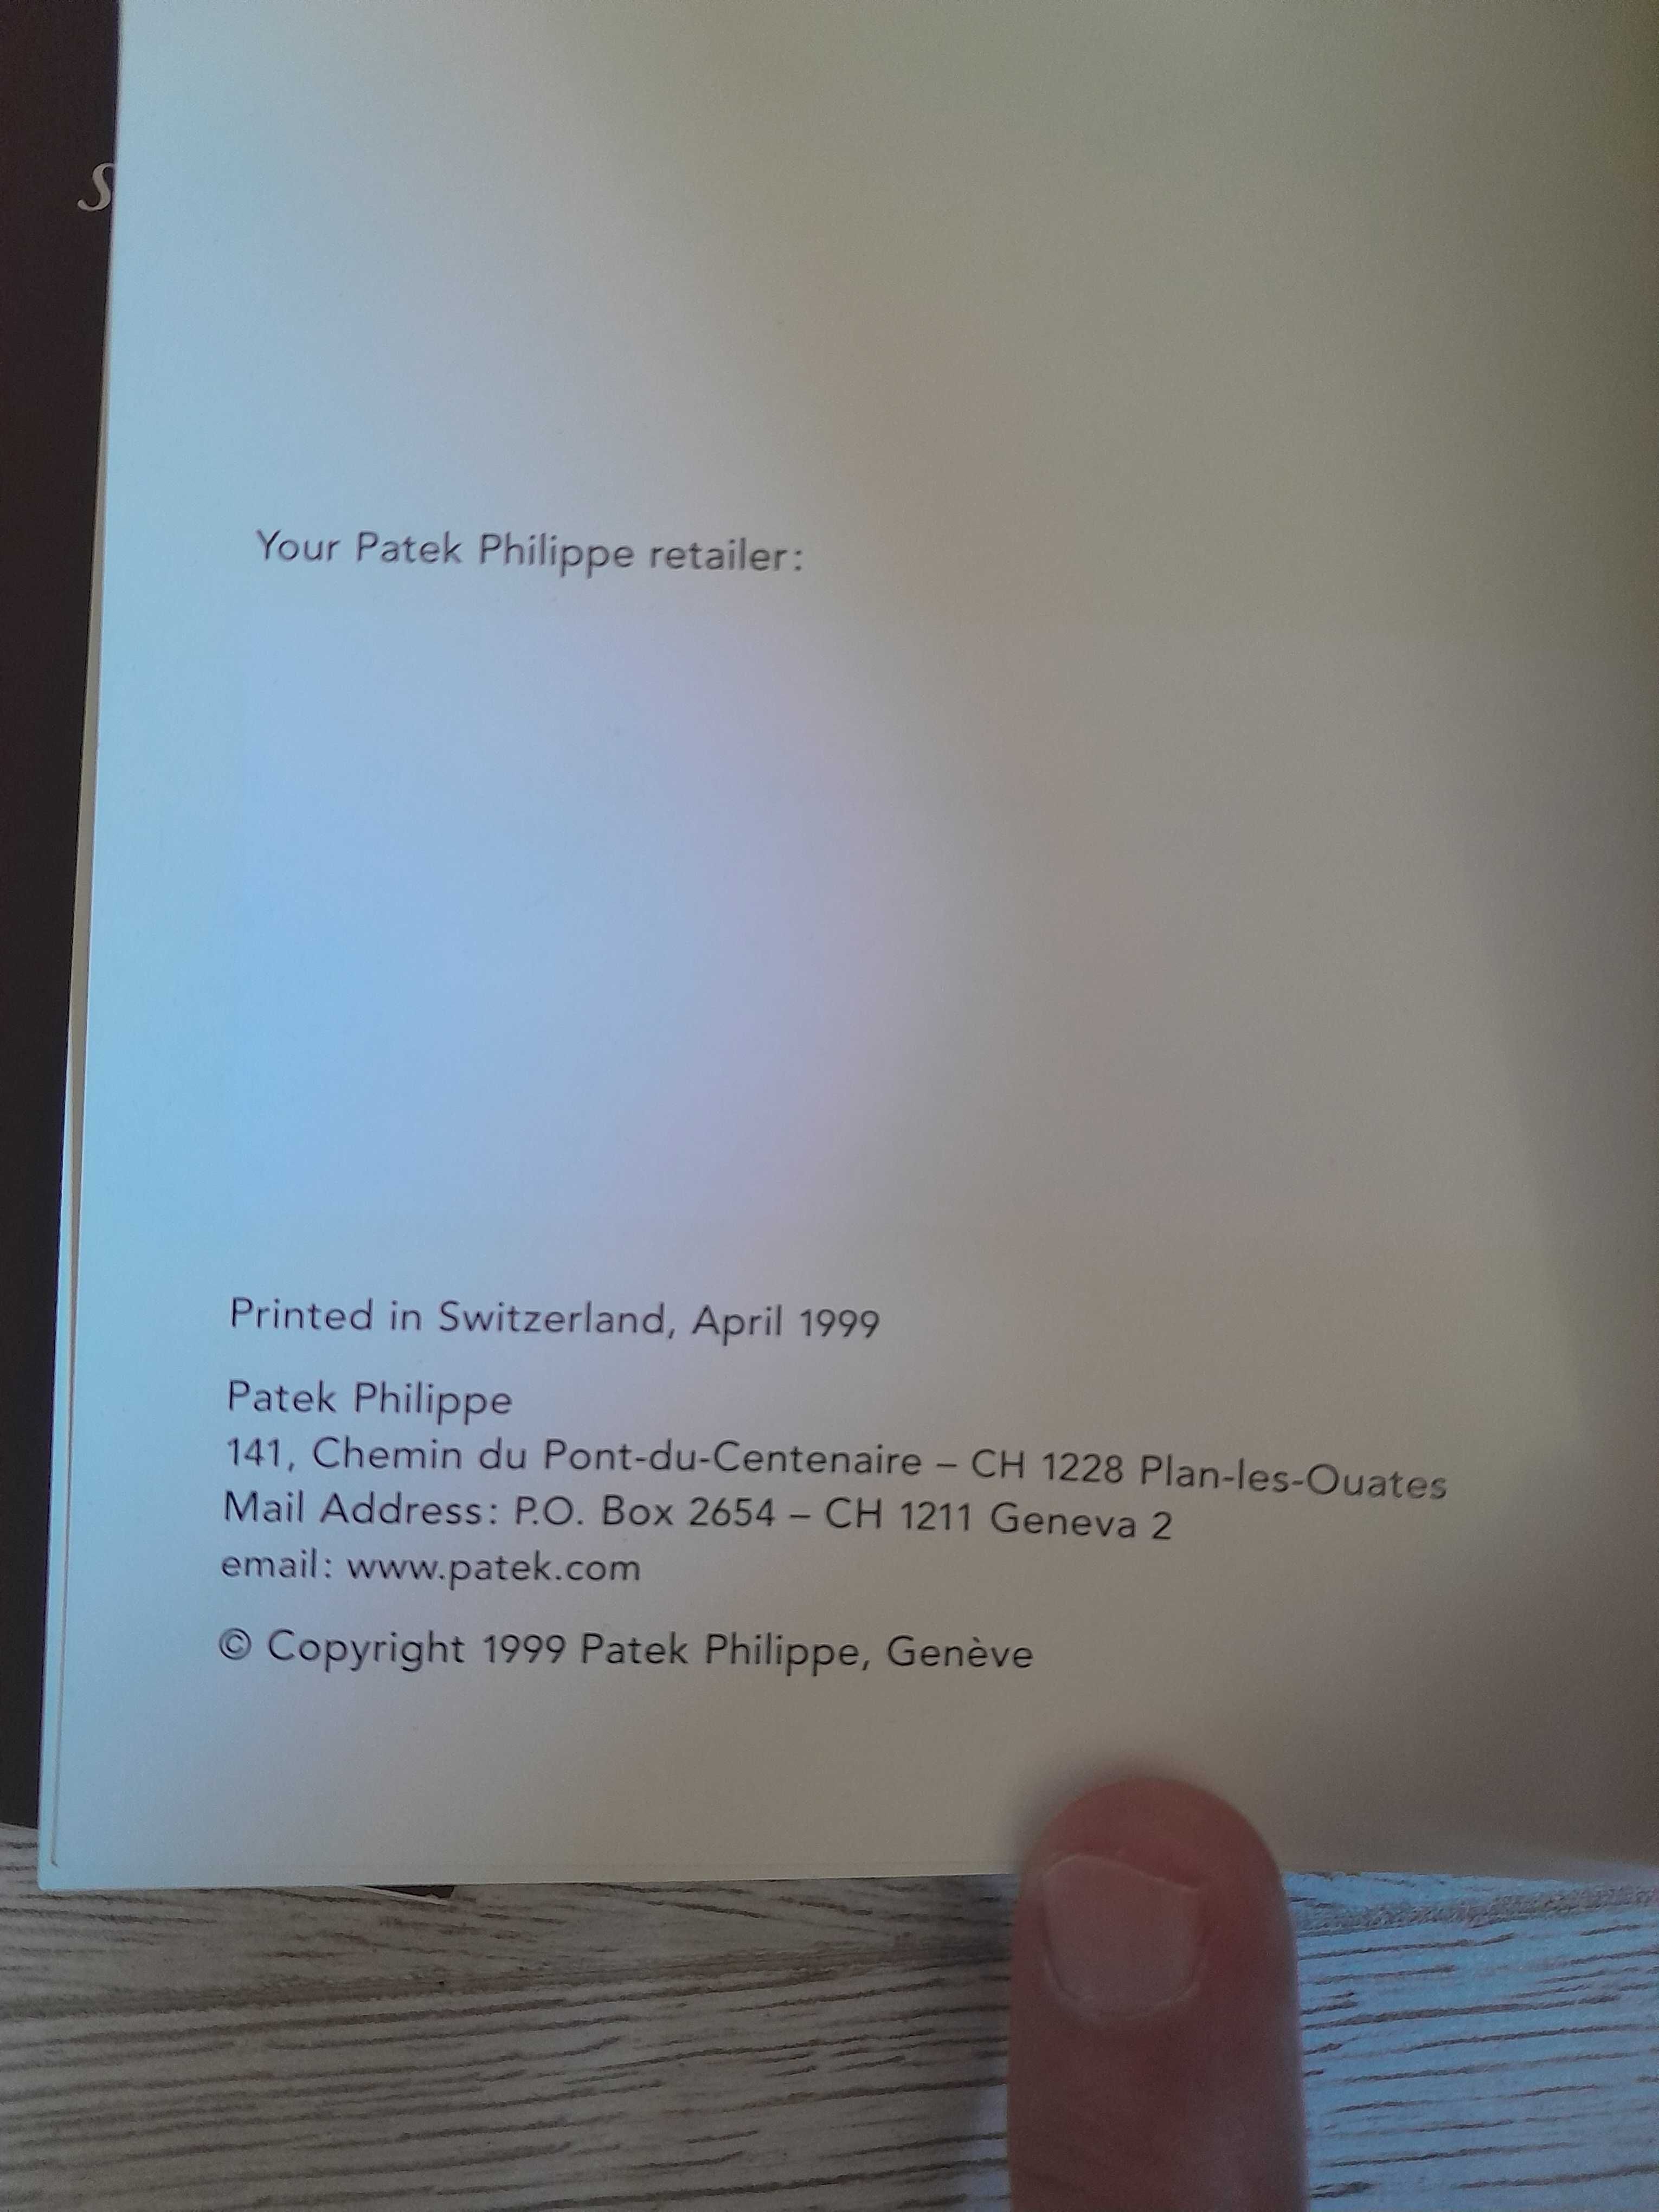 S
Your Patek Philippe retailer:
Printed in Switzerland, April 1999
Patek Philippe
141, Chemin du Pont-du-Centenaire – CH 1228 Plan-les-Ouates
Mail Address: P.O. Box 2654 – CH 1211 Geneva 2
email: www.patek.com
© Copyright 1999 Patek Philippe, Genève